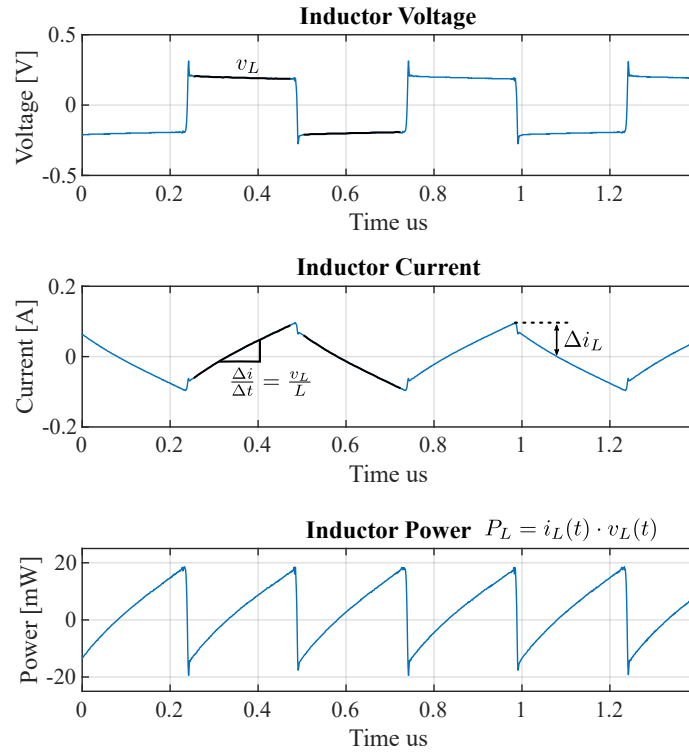 Inductor Voltage
Voltage [V]
0.5
0
-0.5
v_L
0 0.2 0.4 0.6 0.8 1 1.2
Time us
Inductor Current
Current [A]
0.2
0
-0.2
Δi/Δt = v_L/L
Δi_L
0 0.2 0.4 0.6 0.8 1 1.2
Time us
Inductor Power P_L = i_L(t) · v_L(t)
Power [mW]
20
0
-20
0 0.2 0.4 0.6 0.8 1 1.2
Time us